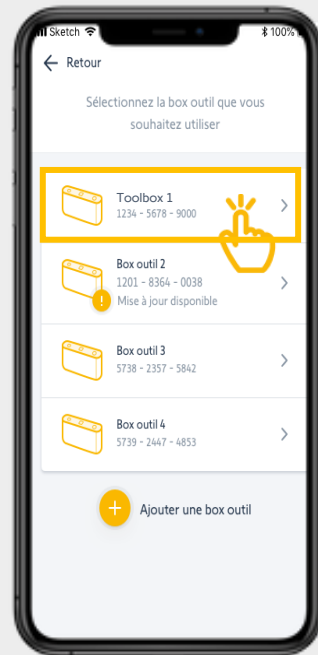 Sketch
100%
Retour
Sélectionnez la box outil que vous
souhaitez utiliser
Toolbox 1
1234 - 5678 - 9000
Box outil 2
1201 - 8364 - 0038
!
Mise à jour disponible
Box outil 3
5738 - 2357 - 5842
Box outil 4
5739 - 2447 - 4853
+ Ajouter une box outil